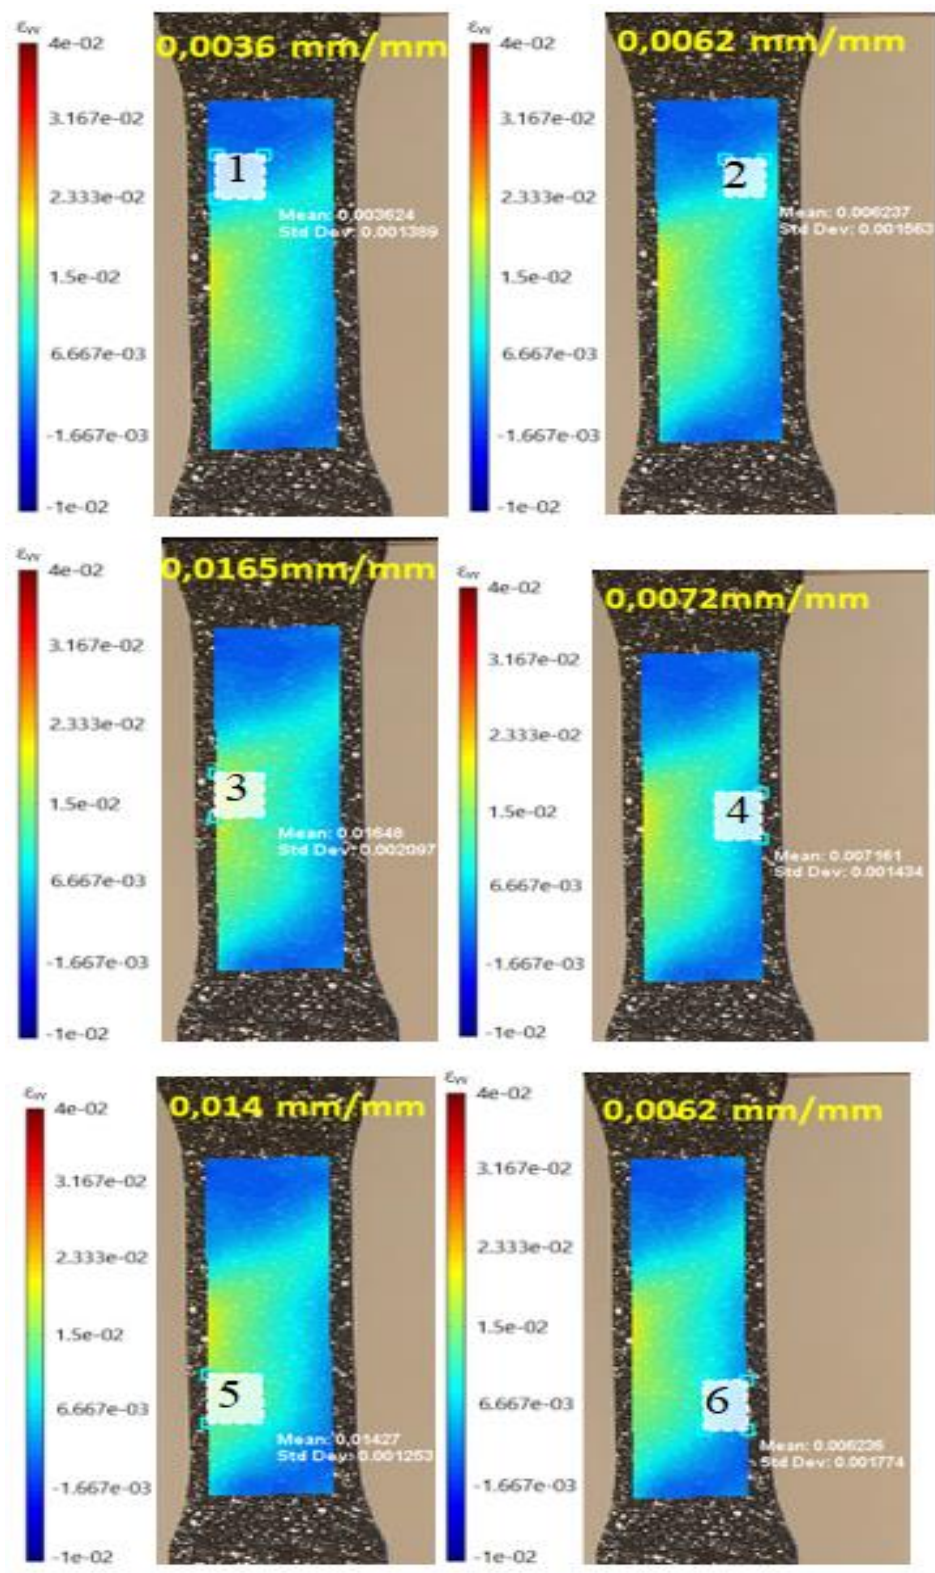 εyy
4e-02
3.167e-02
2.333e-02
1.5e-02
6.667e-03
-1.667e-03
-1e-02
0,0036 mm/mm
1
Mean: 0.003624
Std Dev: 0.001389
εyy
4e-02
3.167e-02
2.333e-02
1.5e-02
6.667e-03
-1.667e-03
-1e-02
0,0062 mm/mm
2
Mean: 0.006237
Std Dev: 0.001563
εyy
4e-02
3.167e-02
2.333e-02
1.5e-02
6.667e-03
-1.667e-03
-1e-02
0,0165mm/mm
3
Mean: 0.01648
Std Dev: 0.002097
εyy
4e-02
3.167e-02
2.333e-02
1.5e-02
6.667e-03
-1.667e-03
-1e-02
0,0072mm/mm
4
Mean: 0.007161
Std Dev: 0.001434
εyy
4e-02
3.167e-02
2.333e-02
1.5e-02
6.667e-03
-1.667e-03
-1e-02
0,014 mm/mm
5
Mean: 0.01427
Std Dev: 0.001253
εyy
4e-02
3.167e-02
2.333e-02
1.5e-02
6.667e-03
-1.667e-03
-1e-02
0,0062 mm/mm
6
Mean: 0.006236
Std Dev: 0.001774